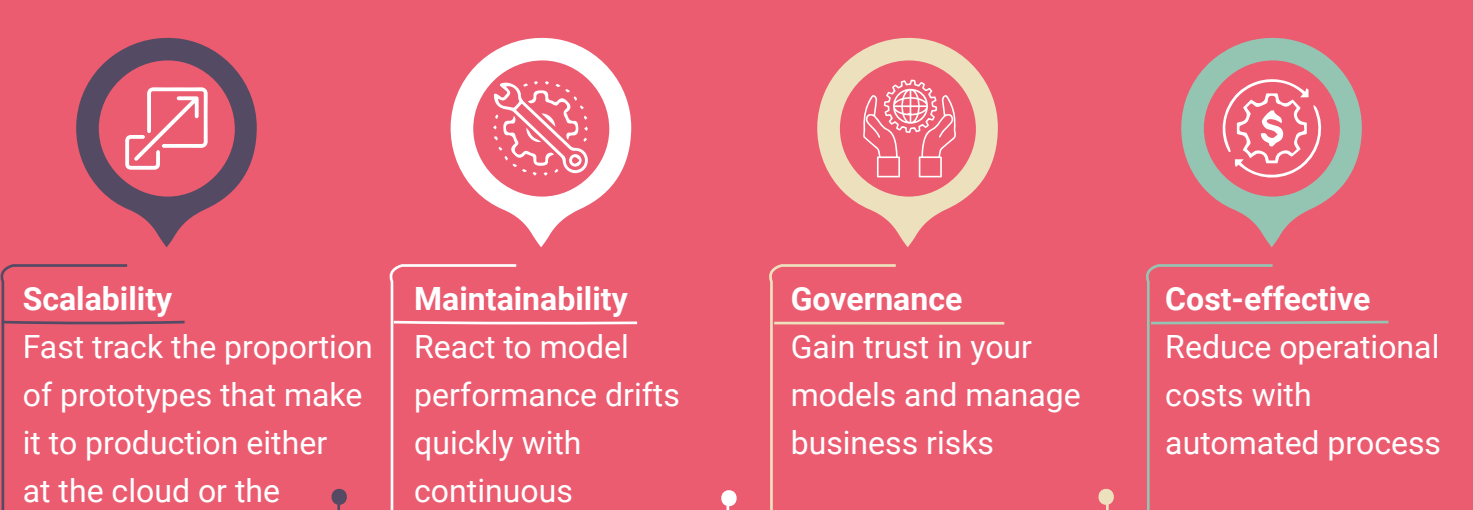 Scalability
Fast track the proportion
of prototypes that make
it to production either
at the cloud or the
Maintainability
React to model
performance drifts
quickly with
continuous
Governance
Gain trust in your
models and manage
business risks
Cost-effective
Reduce operational
costs with
automated process